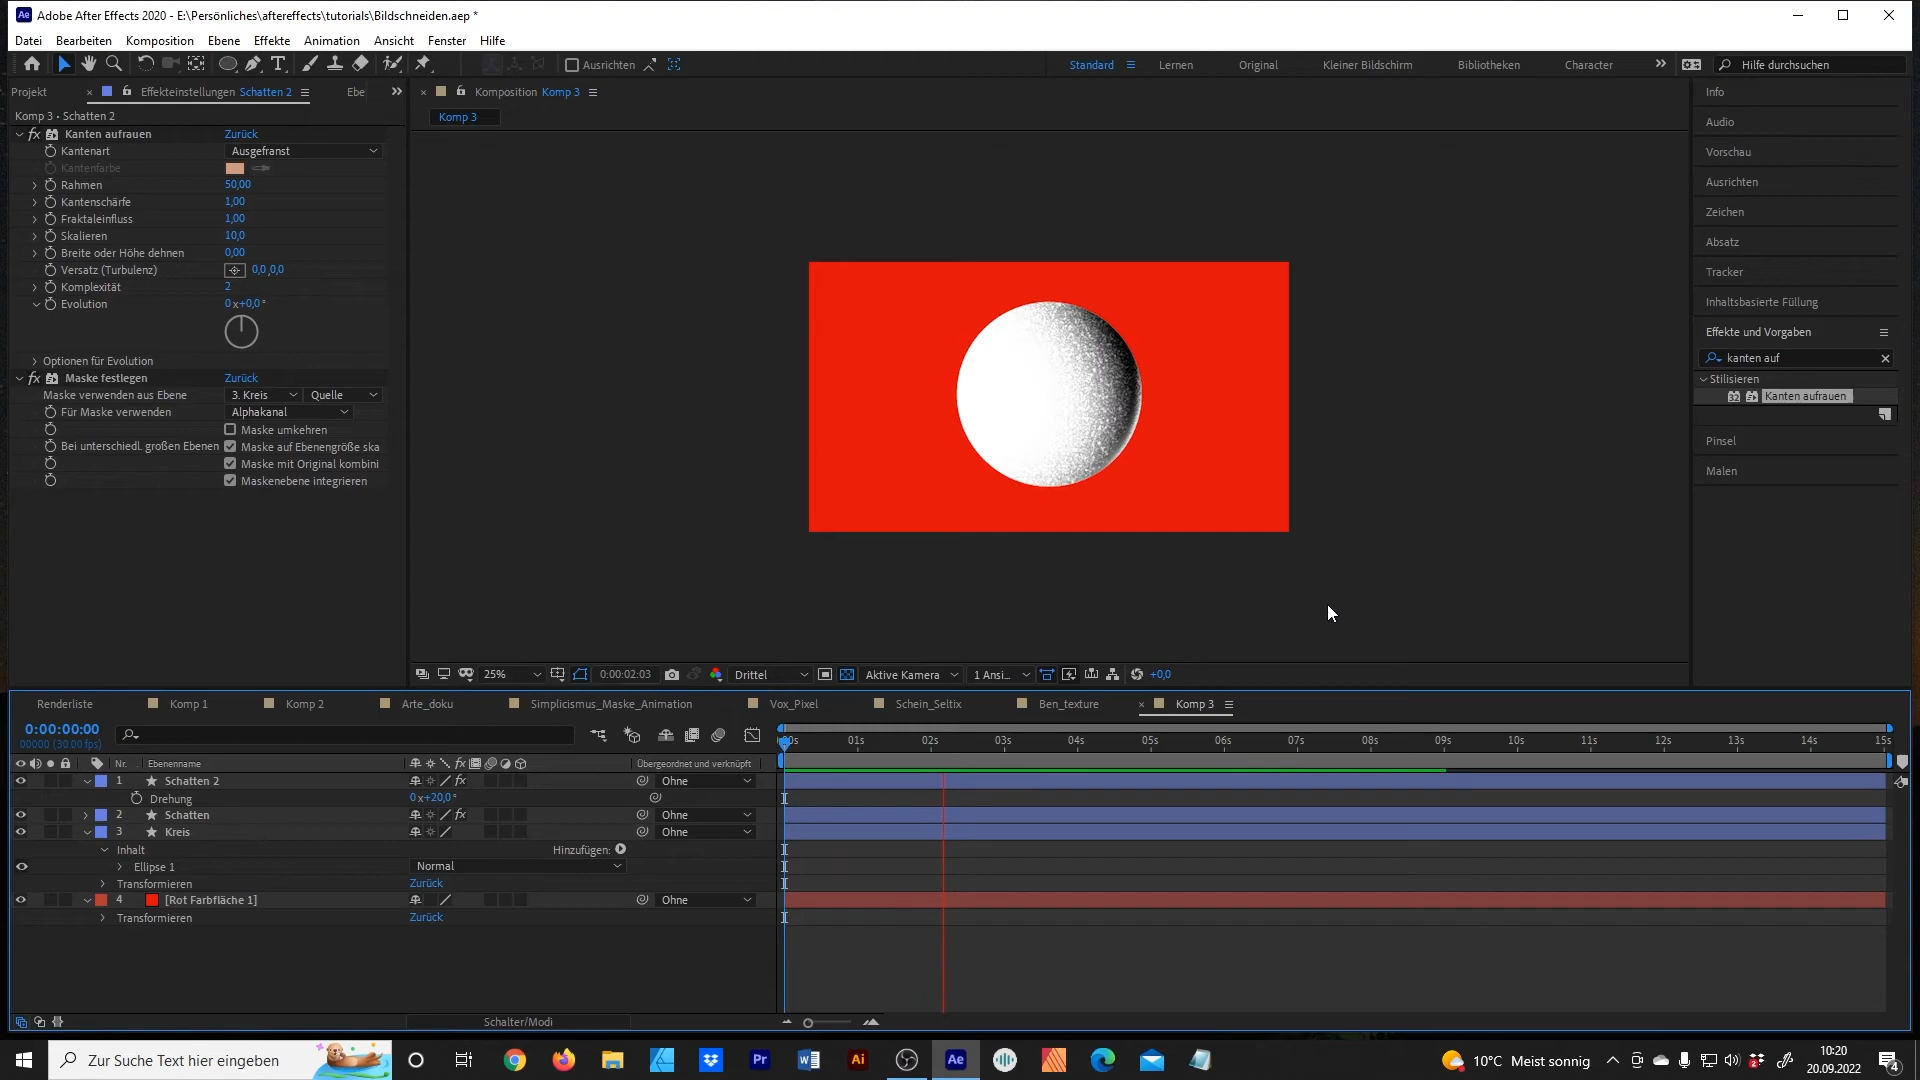 Adobe After Effects 2020 - E:\Persönliches\aftereffects\tutorials\Bildschneiden.aep *
Datei Bearbeiten Komposition Ebene Effekte Animation Ansicht Fenster Hilfe
Ausrichten Standard Lernen Original Kleiner Bildschirm Bibliotheken Character Hilfe durchsuchen
Projekt Effekteinstellungen Schatten 2 Ebe Komposition Komp 3
Komp 3 • Schatten 2
Komp 3
Kanten aufrauen Zurück
Kantenart Ausgefranst
Kantenfarbe
Rahmen 50,00
Kantenschärfe 1,00
Fraktaleinfluss 1,00
Skalieren 10,0
Breite oder Höhe dehnen 0,00
Versatz (Turbulenz) 0,0,0,0
Komplexität 2
Evolution 0x+0,0°
Optionen für Evolution
Maske festlegen Zurück
Maske verwenden aus Ebene 3. Kreis Quelle
Für Maske verwenden Alphakanal
Maske umkehren
Bei unterschiedl. großen Ebenen Maske auf Ebenengröße ska
Maske mit Original kombini
Maskenebene integrieren
Info
Audio
Vorschau
Ausrichten
Zeichen
Absatz
Tracker
Inhaltsbasierte Füllung
Effekte und Vorgaben
kanten auf
Stilisieren
32 Kanten aufrauen
Pinsel
Malen
25% 0:00:02:03 Drittel Aktive Kamera 1 Ansi... +0,0
Renderliste Komp 1 Komp 2 Arte_doku Simplicismus_Maske_Animation Vox_Pixel Schein_Seltix Ben_texture Komp 3
0:00:00:00
00000 (30.00 fps)
01s 02s 03s 04s 05s 06s 07s 08s 09s 10s 11s 12s 13s 14s 15s
Nr. Ebenenname fx Übergeordnet und verknüpft
1 Schatten 2 fx Ohne
Drehung 0x+20,0°
2 Schatten fx Ohne
3 Kreis Ohne
Inhalt Hinzufügen:
Ellipse 1 Normal
Transformieren Zurück
4 [Rot Farbfläche 1] Ohne
Transformieren Zurück
Schalter/Modi
Zur Suche Text hier eingeben
Pr Ai Ae
10°C Meist sonnig
10:20
20.09.2022
4